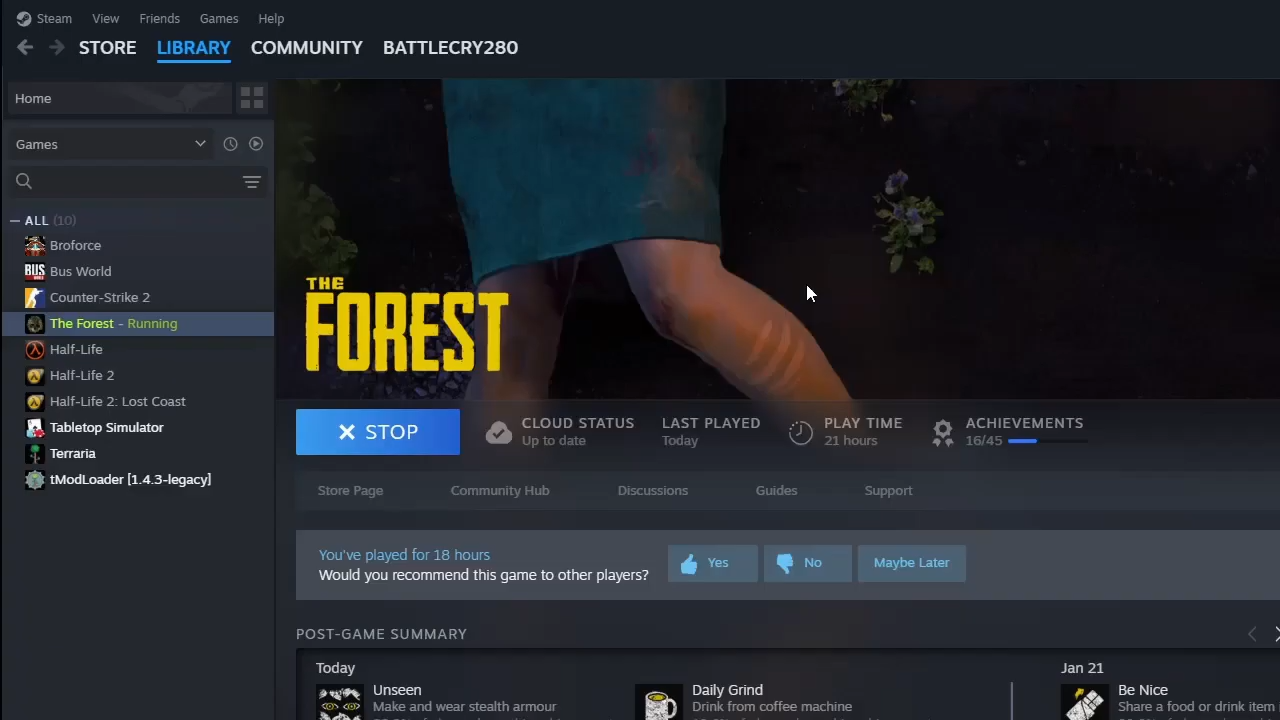 Steam View Friends Games Help
STORE LIBRARY COMMUNITY BATTLECRY280
Home
Games
ALL (10)
Broforce
Bus World
Counter-Strike 2
The Forest - Running
Half-Life
Half-Life 2
Half-Life 2: Lost Coast
Tabletop Simulator
Terraria
tModLoader [1.4.3-legacy]
THE
FOREST
STOP
CLOUD STATUS
Up to date
LAST PLAYED
Today
PLAY TIME
21 hours
ACHIEVEMENTS
16/45
Store Page Community Hub Discussions Guides Support
You've played for 18 hours
Would you recommend this game to other players?
Yes No Maybe Later
POST-GAME SUMMARY
Today
Unseen
Make and wear stealth armour
Daily Grind
Drink from coffee machine
Jan 21
Be Nice
Share a food or drink item